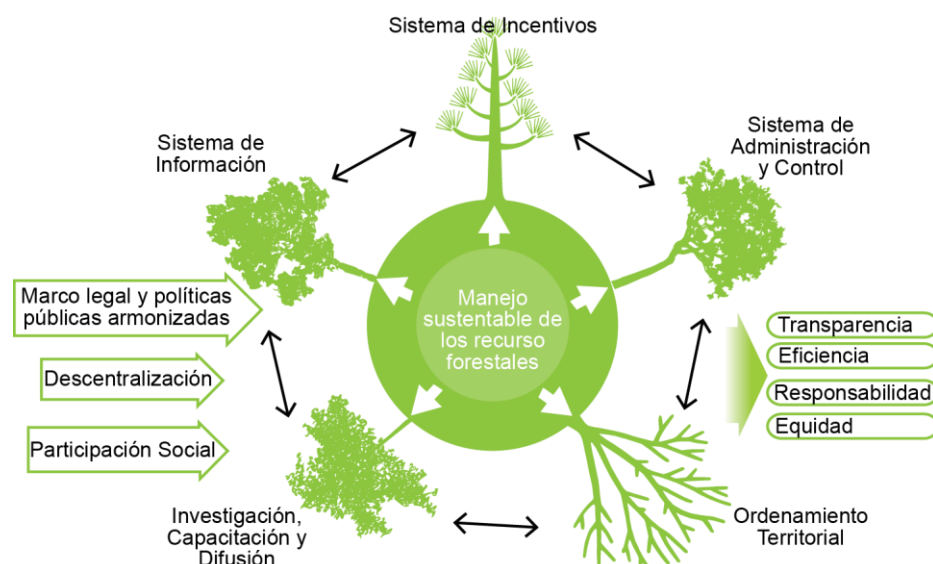 Sistema de Incentivos
Sistema de
Información
Sistema de
Administración
y Control
Marco legal y políticas
públicas armonizadas
Descentralización
Participación Social
Manejo
sustentable de
los recurso
forestales
Transparencia
Eficiencia
Responsabilidad
Equidad
Investigación,
Capacitación y
Difusión
Ordenamiento
Territorial